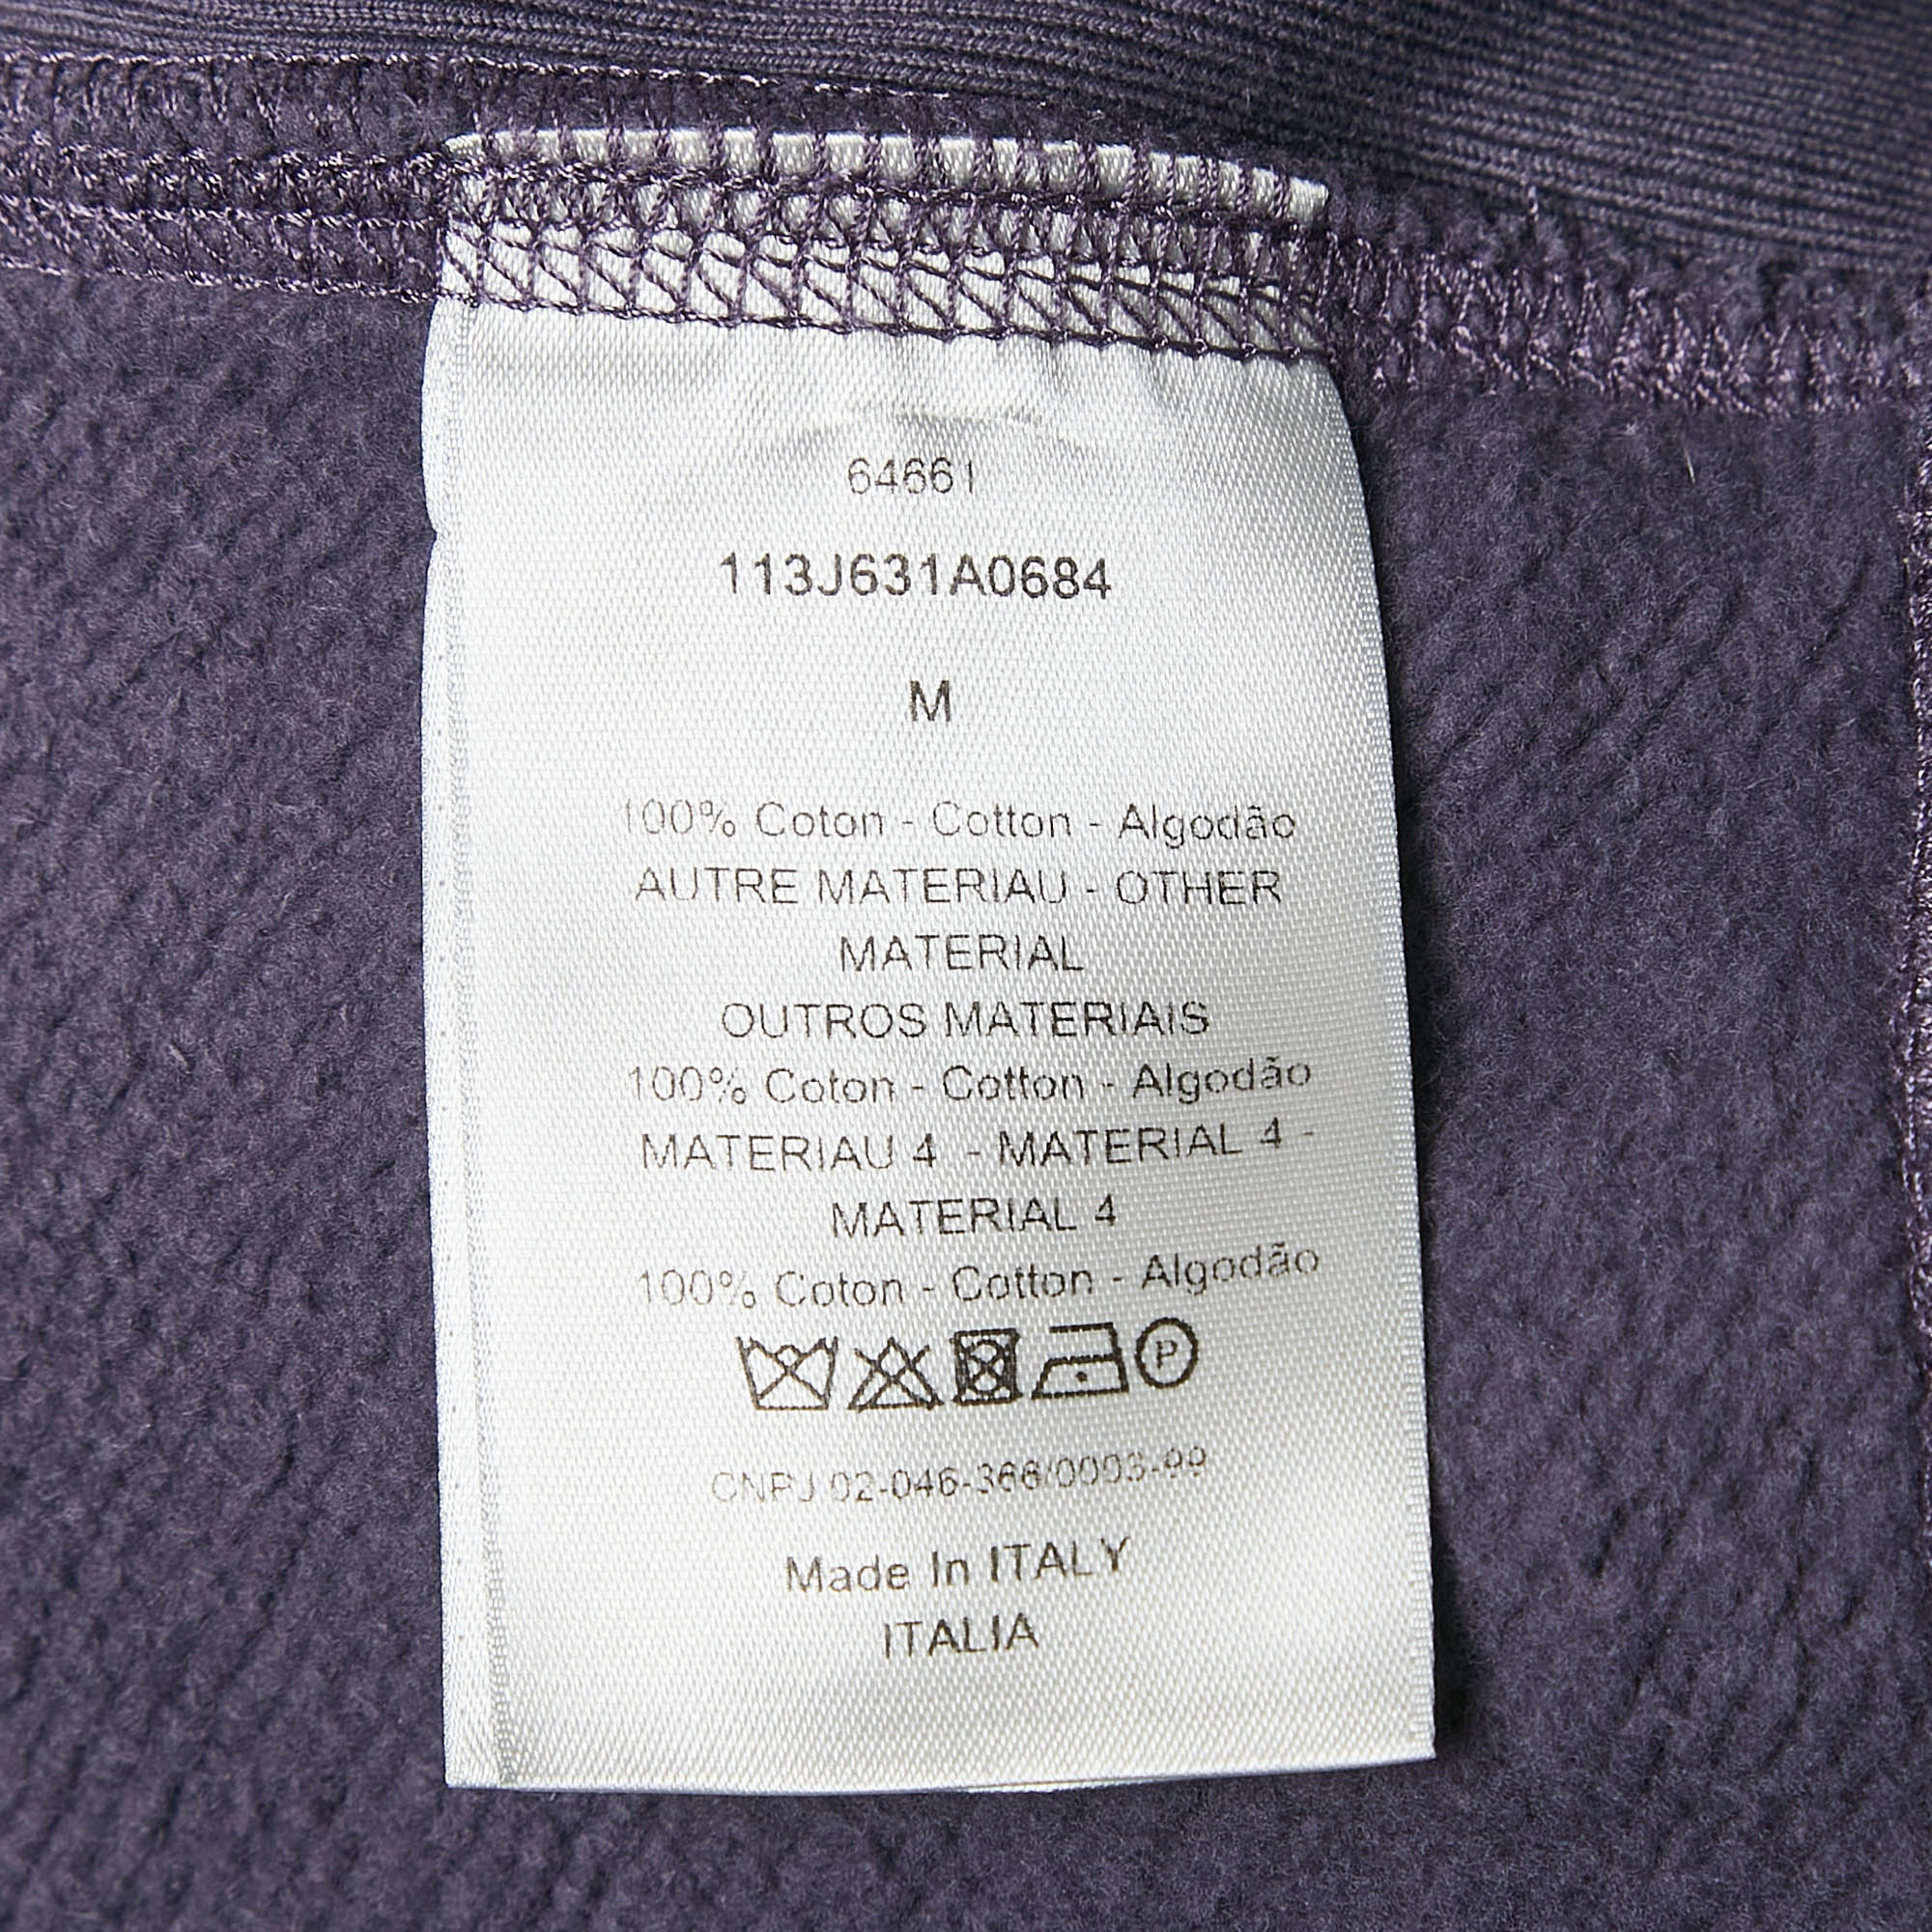 64661
113J631A0684
M
100% Coton - Cotton - Algodão
AUTRE MATERIAU - OTHER
MATERIAL
OUTROS MATERIAIS
100% Coton - Cotton - Algodão
MATERIAU 4 - MATERIAL 4 -
MATERIAL 4
100% Coton - Cotton - Algodão
P
CNPJ 02-046-366/0003-99
Made In ITALY
ITALIA